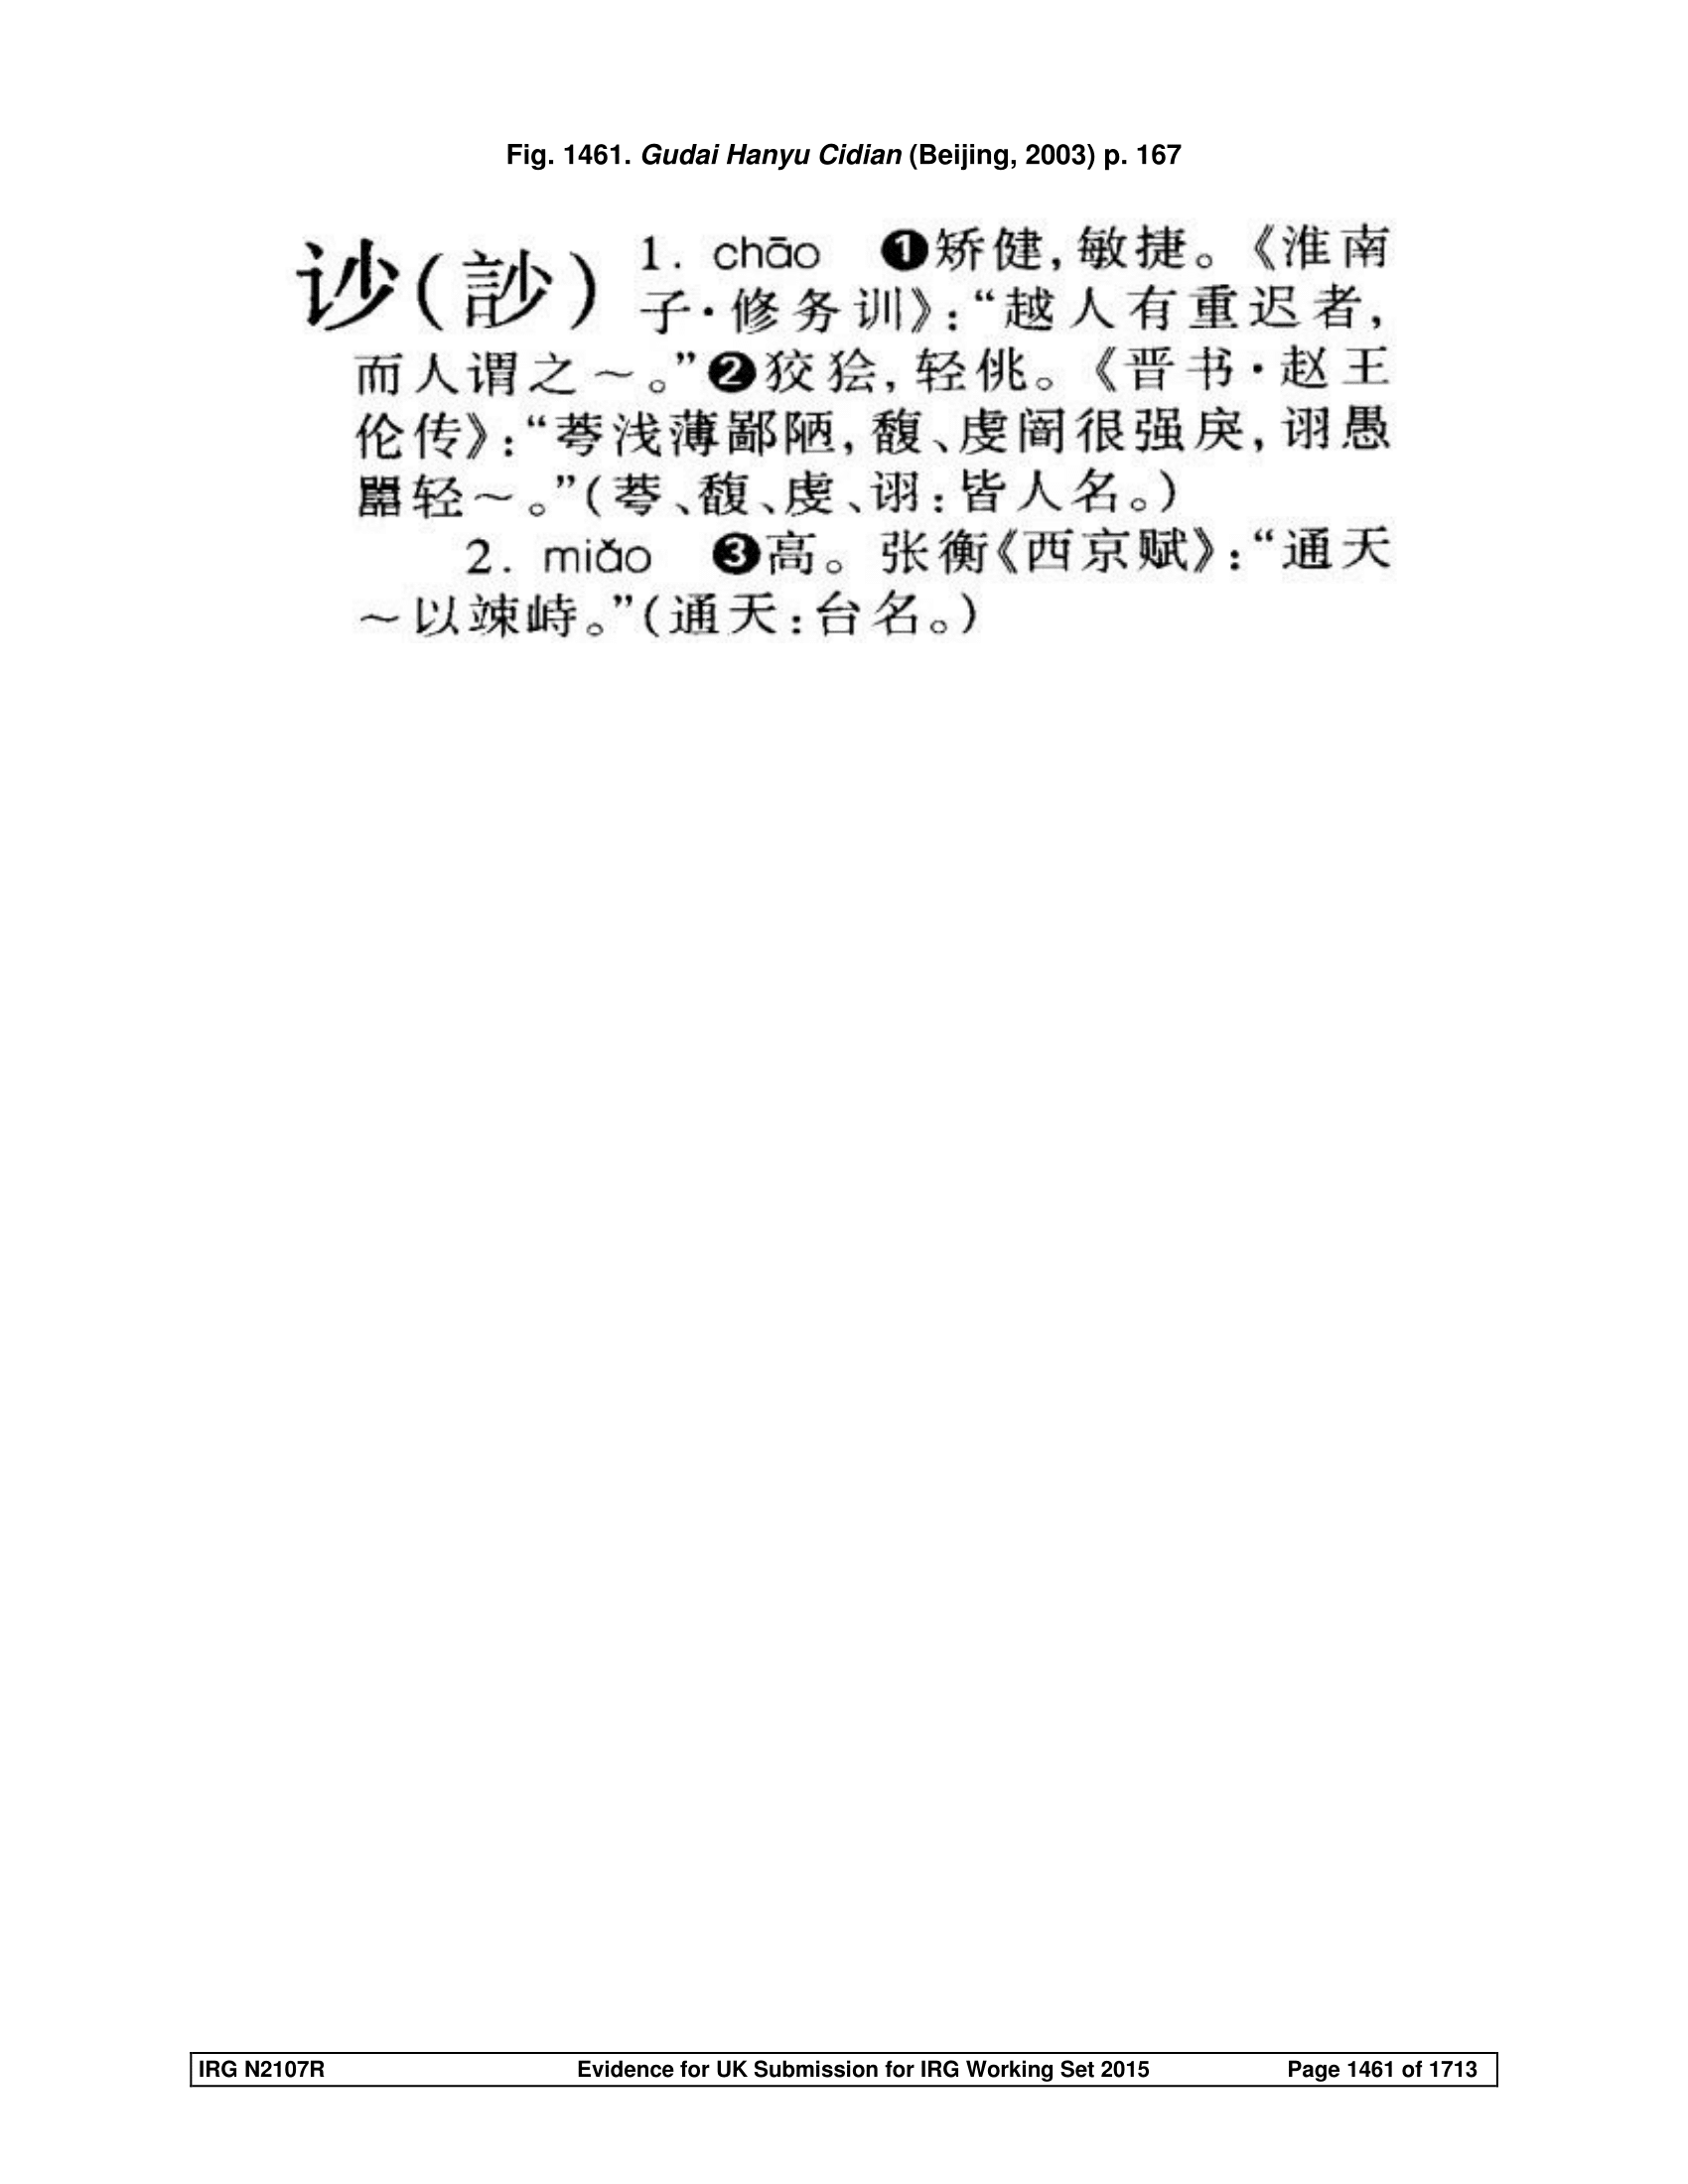 Fig. 1461. Gudai Hanyu Cidian (Beijing, 2003) p. 167
𬣙(訬) 1. chāo ❶矫健,敏捷。《淮南
子·修务训》:“越人有重迟者,
而人谓之~。”❷狡狯,轻佻。《晋书·赵王
伦传》:“荂浅薄鄙陋,馥、虔闇很强戾,诩愚
嚚轻~。”(荂、馥、虔、诩:皆人名。)
2. miǎo ❸高。张衡《西京赋》:“通天
~以竦峙。”(通天:台名。)
IRG N2107R Evidence for UK Submission for IRG Working Set 2015 Page 1461 of 1713